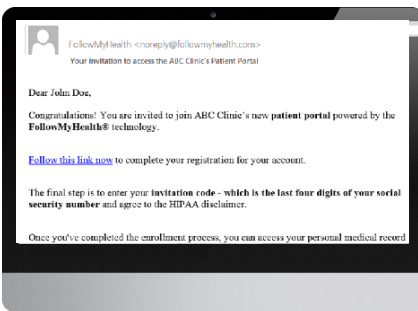 FollowMyHealth <noreply@followmyhealth.com>
Your invitation to access the ABC Clinic's Patient Portal
Dear John Doe,
Congratulations! You are invited to join ABC Clinic's new patient portal powered by the
FollowMyHealth® technology.
Follow this link now to complete your registration for your account.
The final step is to enter your invitation code - which is the last four digits of your social
security number and agree to the HIPAA disclaimer.
Once you've completed the enrollment process, you can access your personal medical record